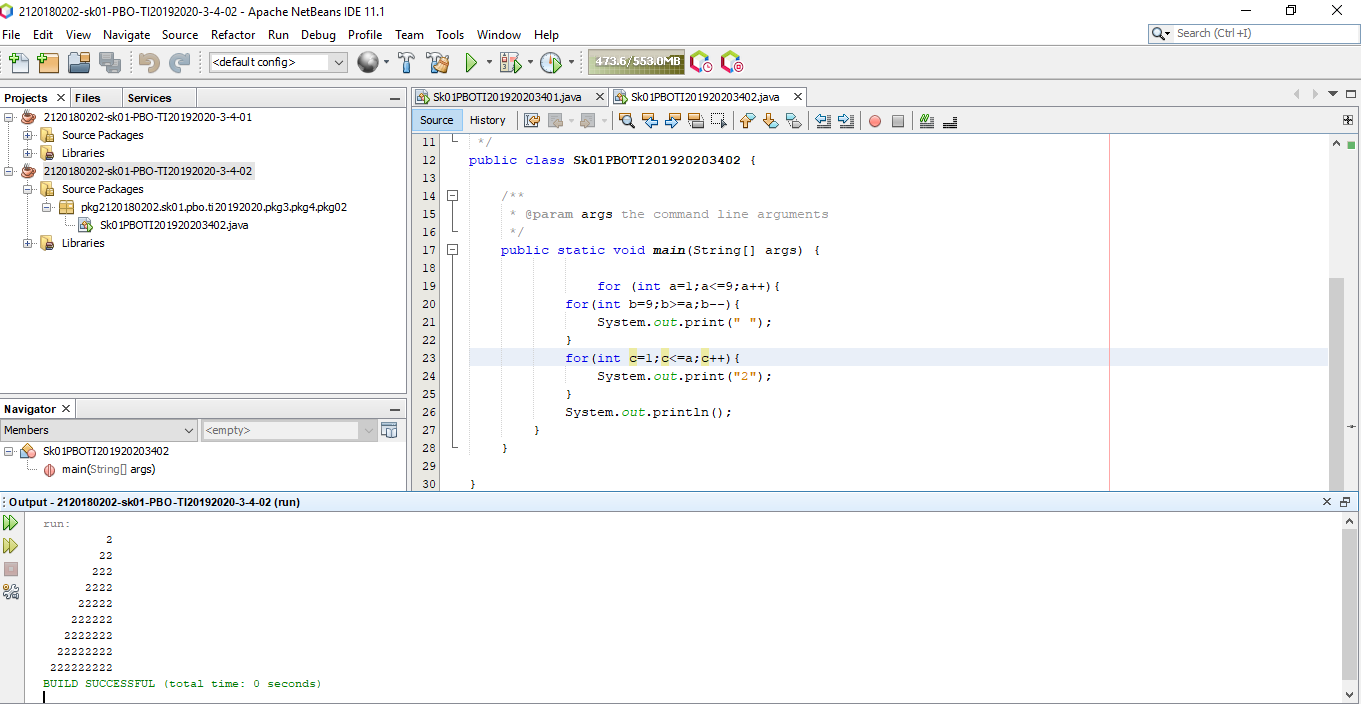 2120180202-sk01-PBO-TI20192020-3-4-02 - Apache NetBeans IDE 11.1
File Edit View Navigate Source Refactor Run Debug Profile Team Tools Window Help
Search (Ctrl+I)
<default config>
473.6/553.0MB
Projects Files Services
2120180202-sk01-PBO-TI20192020-3-4-01
Source Packages
Libraries
2120180202-sk01-PBO-TI20192020-3-4-02
Source Packages
pkg2120180202.sk01.pbo.ti20192020.pkg3.pkg4.pkg02
Sk01PBOTI201920203402.java
Libraries
Navigator
Members <empty>
Sk01PBOTI201920203402
main(String[] args)
Sk01PBOTI201920203401.java Sk01PBOTI201920203402.java
Source History
11 */
12 public class Sk01PBOTI201920203402 {
13
14 /**
15 * @param args the command line arguments
16 */
17 public static void main(String[] args) {
18
19 for (int a=1;a<=9;a++){
20 for(int b=9;b>=a;b--){
21 System.out.print(" ");
22 }
23 for(int c=1;c<=a;c++){
24 System.out.print("2");
25 }
26 System.out.println();
27 }
28 }
29
30 }
Output - 2120180202-sk01-PBO-TI20192020-3-4-02 (run)
run:
2
22
222
2222
22222
222222
2222222
22222222
222222222
BUILD SUCCESSFUL (total time: 0 seconds)